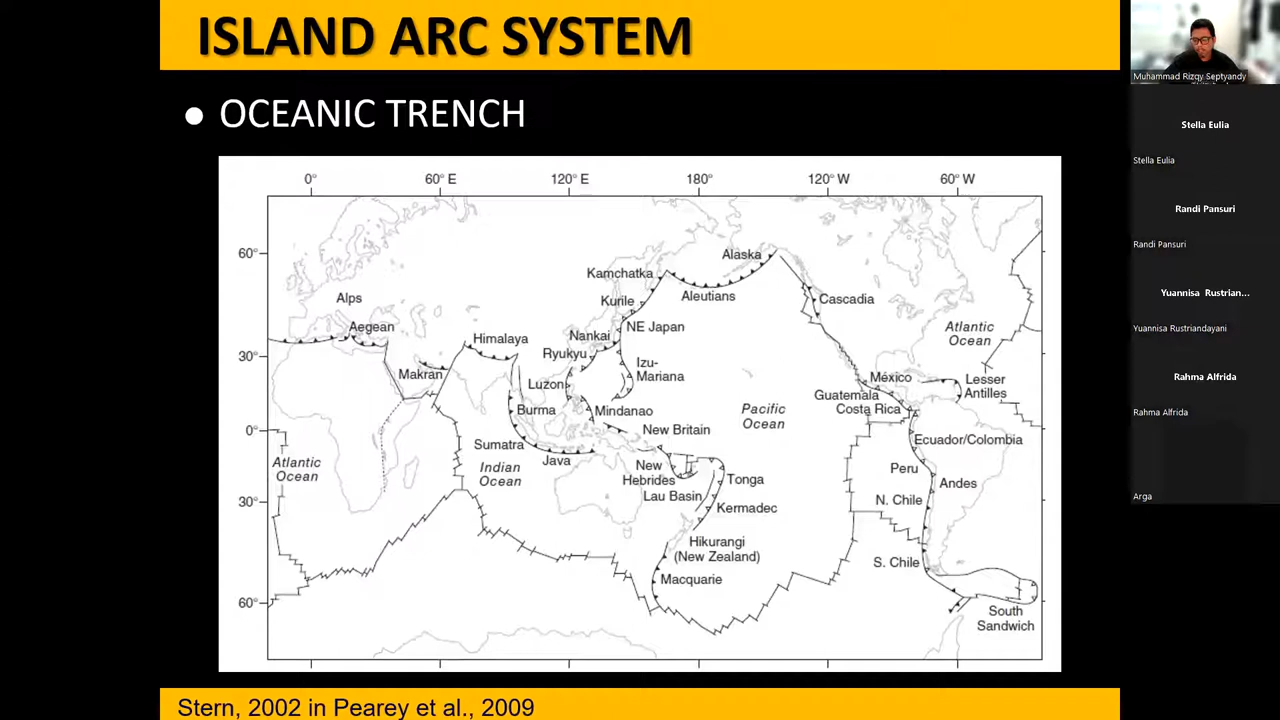 ISLAND ARC SYSTEM
● OCEANIC TRENCH
0° 60° E 120° E 180° 120° W 60° W
60°
30°
0°
30°
60°
Alps
Aegean
Makran
Himalaya
Burma
Sumatra
Java
Indian
Ocean
Atlantic
Ocean
Kamchatka
Kurile
Nankai
NE Japan
Ryukyu
Izu-
Mariana
Luzon
Mindanao
New Britain
New
Hebrides
Lau Basin
Tonga
Kermadec
Hikurangi
(New Zealand)
Macquarie
Alaska
Aleutians
Cascadia
Pacific
Ocean
Atlantic
Ocean
México
Guatemala
Costa Rica
Lesser
Antilles
Ecuador/Colombia
Peru
Andes
N. Chile
S. Chile
South
Sandwich
Stern, 2002 in Pearey et al., 2009
Muhammad Rizqy Septyandy
Stella Eulia
Stella Eulia
Randi Pansuri
Randi Pansuri
Yuannisa Rustrian...
Yuannisa Rustriandayani
Rahma Alfrida
Rahma Alfrida
Arga